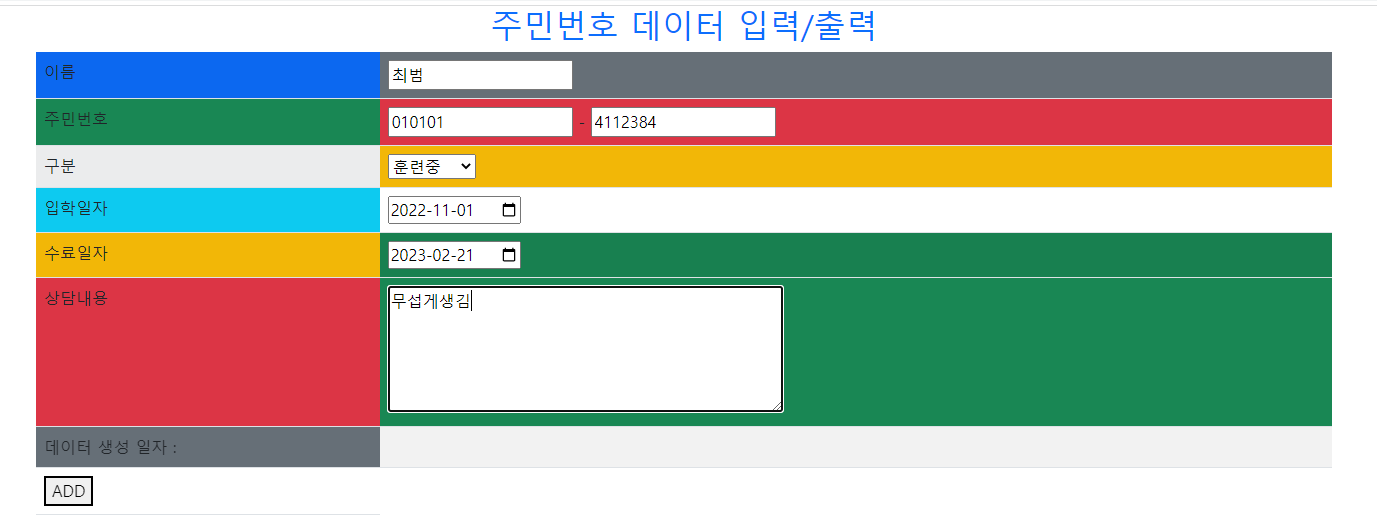 주민번호 데이터 입력/출력
이름 최범
주민번호 010101 - 4112384
구분 훈련중
입학일자 2022-11-01
수료일자 2023-02-21
상담내용 무섭게생김
데이터 생성 일자 :
ADD